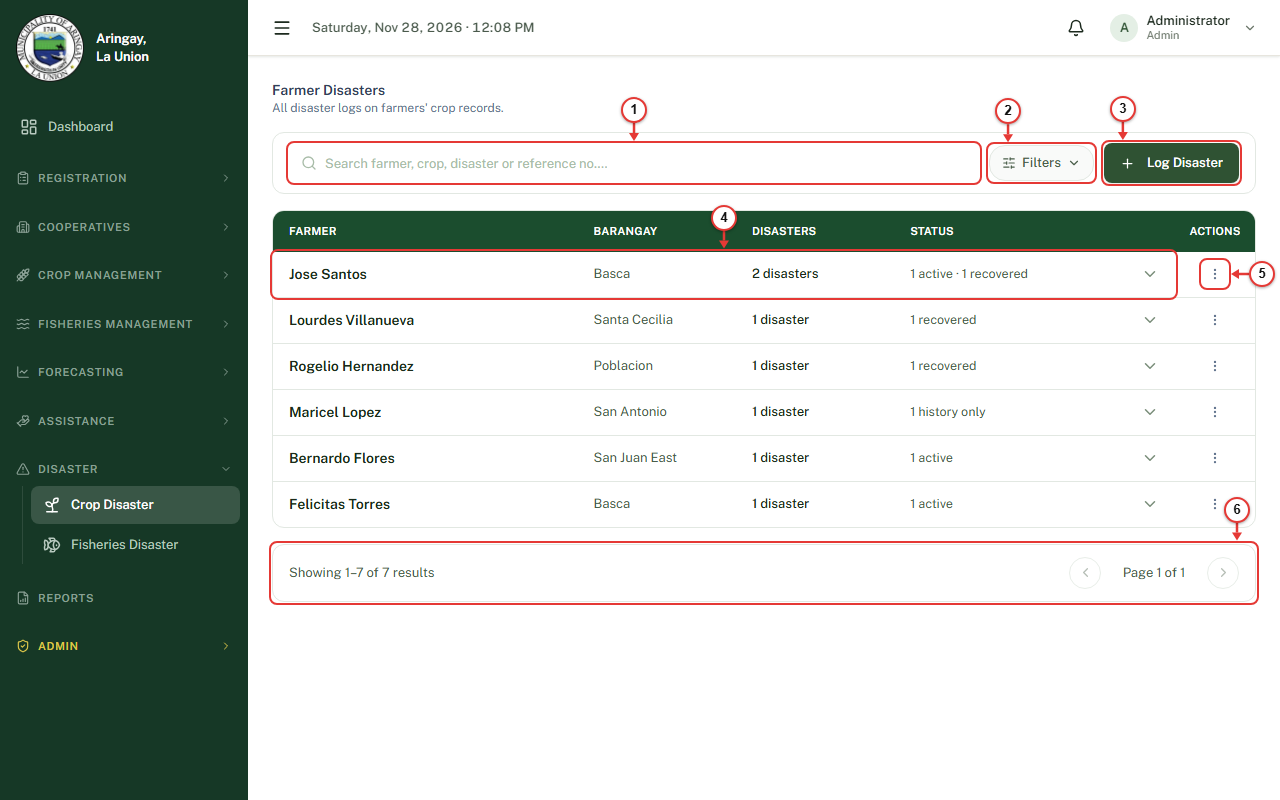 MUNICIPALITY OF ARINGAY
1741
LA UNION
Aringay,
La Union
Saturday, Nov 28, 2026 · 12:08 PM
A
Administrator
Admin
Dashboard
REGISTRATION
COOPERATIVES
CROP MANAGEMENT
FISHERIES MANAGEMENT
FORECASTING
ASSISTANCE
DISASTER
Crop Disaster
Fisheries Disaster
REPORTS
ADMIN
Farmer Disasters
All disaster logs on farmers' crop records.
1
2
3
Search farmer, crop, disaster or reference no....
Filters
Log Disaster
4
FARMER BARANGAY DISASTERS STATUS ACTIONS
Jose Santos Basca 2 disasters 1 active · 1 recovered
5
Lourdes Villanueva Santa Cecilia 1 disaster 1 recovered
Rogelio Hernandez Poblacion 1 disaster 1 recovered
Maricel Lopez San Antonio 1 disaster 1 history only
Bernardo Flores San Juan East 1 disaster 1 active
Felicitas Torres Basca 1 disaster 1 active
6
Showing 1–7 of 7 results Page 1 of 1